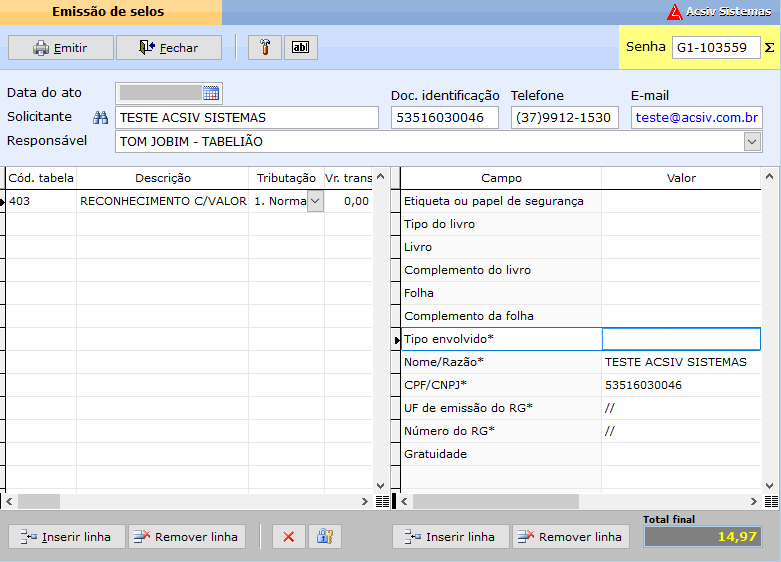 Emissão de selos
Acsiv Sistemas
Emitir
Fechar
ab|
Senha
G1-103559
Σ
Data do ato
Solicitante
TESTE ACSIV SISTEMAS
Doc. identificação
53516030046
Telefone
(37)9912-1530
E-mail
teste@acsiv.com.br
Responsável
TOM JOBIM - TABELIÃO
Cód. tabela Descrição Tributação Vr. trans
403 RECONHECIMENTO C/VALOR 1. Norma 0,00
Campo Valor
Etiqueta ou papel de segurança
Tipo do livro
Livro
Complemento do livro
Folha
Complemento da folha
Tipo envolvido*
Nome/Razão* TESTE ACSIV SISTEMAS
CPF/CNPJ* 53516030046
UF de emissão do RG* //
Número do RG* //
Gratuidade
Inserir linha
Remover linha
Inserir linha
Remover linha
Total final
14,97